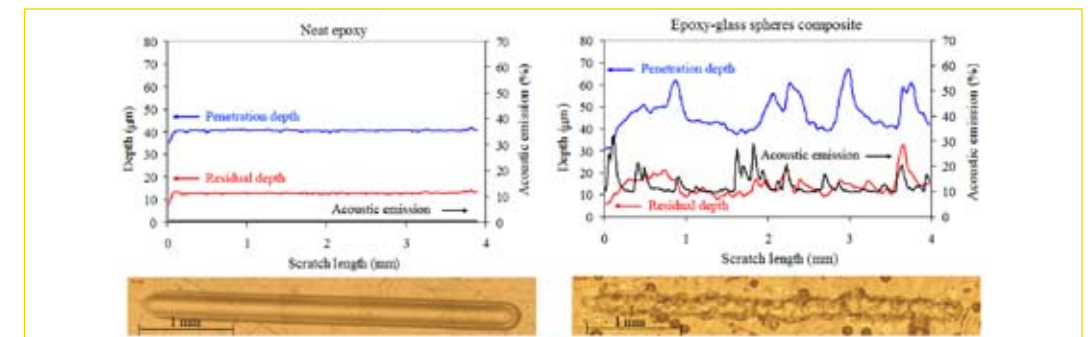 Neat epoxy
80
70
60
50
40
30
20
10
0
Depth (μm)
70
60
50
40
30
20
10
0
Acoustic emission (%)
Penetration depth
Residual depth
Acoustic emission
0
1
2
3
4
Scratch length (mm)
1 mm
Epoxy-glass spheres composite
80
70
60
50
40
30
20
10
0
Depth (μm)
70
60
50
40
30
20
10
0
Acoustic emission (%)
Penetration depth
Acoustic emission
Residual depth
0
1
2
3
4
Scratch length (mm)
1 mm